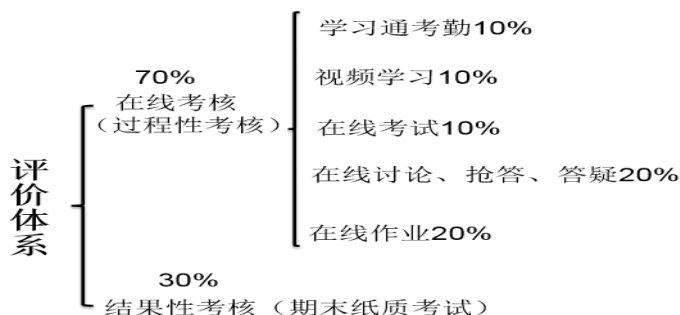 评价体系
70%
在线考核
（过程性考核）
学习通考勤10%
视频学习10%
在线考试10%
在线讨论、抢答、答疑20%
在线作业20%
30%
结果性考核（期末纸质考试）